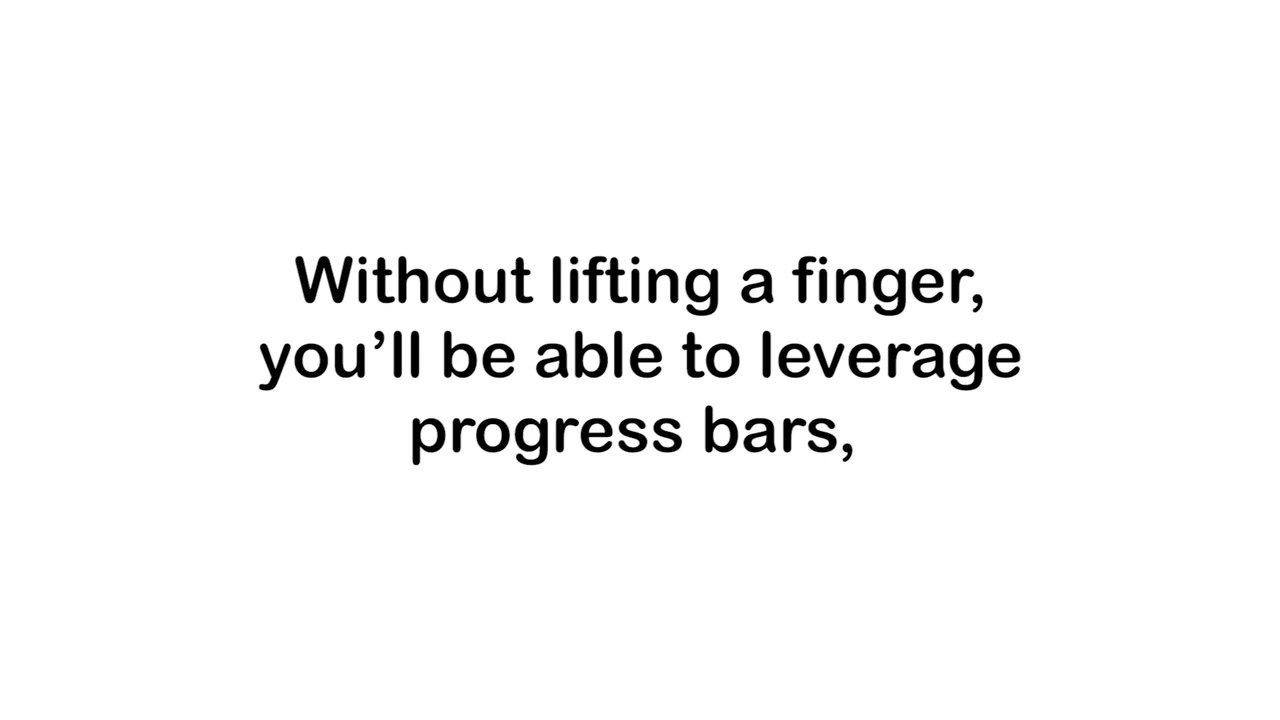 Without lifting a finger,
you’ll be able to leverage
progress bars,